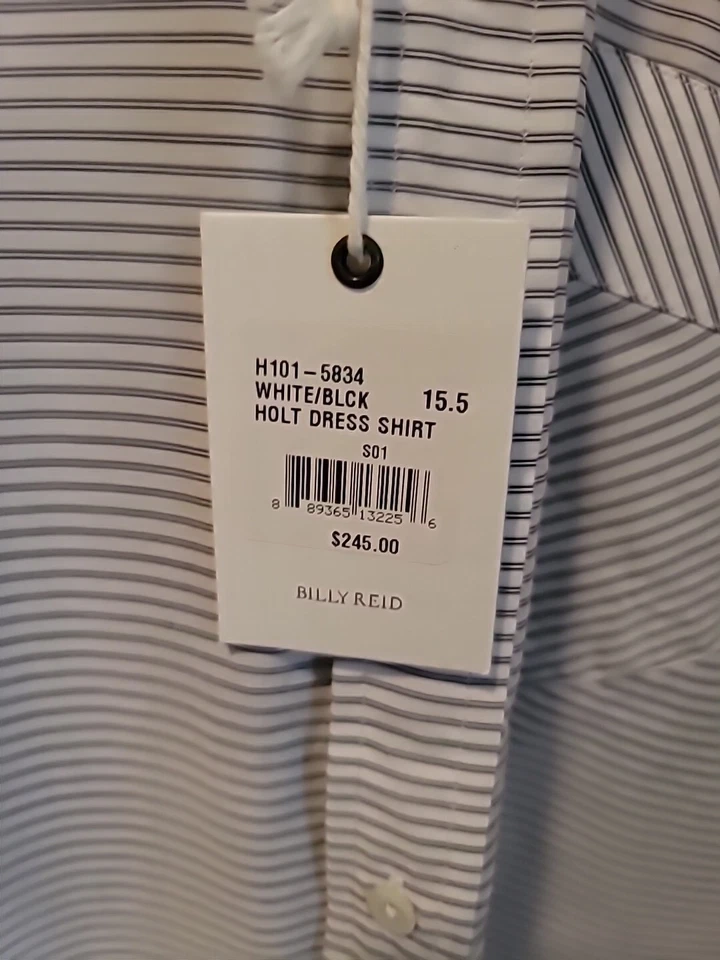 H101-5834
WHITE/BLCK 15.5
HOLT DRESS SHIRT
S01
8 89365 13225 6
$245.00
BILLY REID